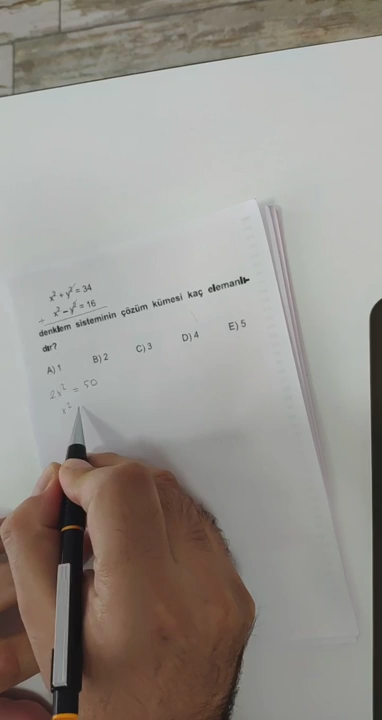 x² + y² = 34
+ x² - y² = 16
denklem sisteminin çözüm kümesi kaç elemanlı-
dır?
A) 1 B) 2 C) 3 D) 4 E) 5
2x² = 50
x²